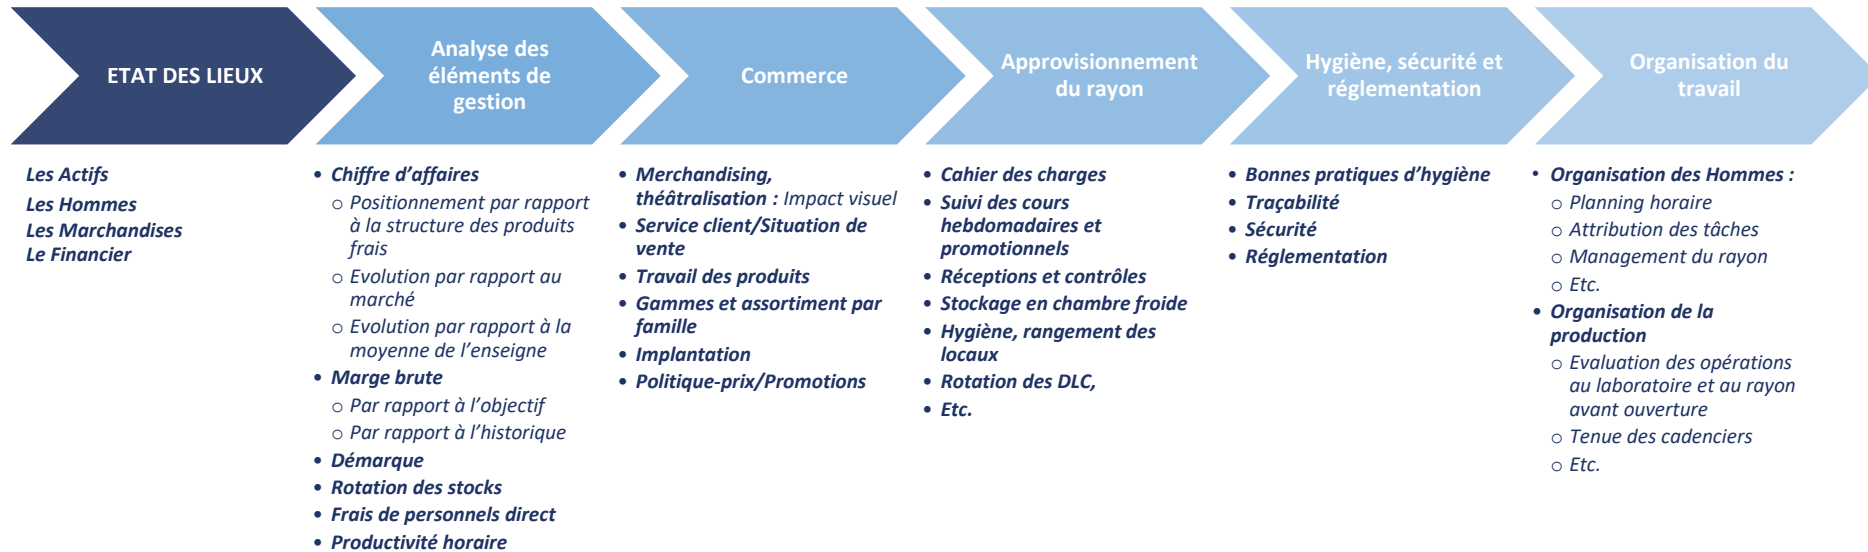 ETAT DES LIEUX
Analyse des
éléments de
gestion
Commerce
Approvisionnement
du rayon
Hygiène, sécurité et
réglementation
Organisation du
travail
Les Actifs
Les Hommes
Les Marchandises
Le Financier
• Chiffre d'affaires
○ Positionnement par rapport
à la structure des produits
frais
○ Evolution par rapport au
marché
○ Evolution par rapport à la
moyenne de l'enseigne
• Marge brute
○ Par rapport à l'objectif
○ Par rapport à l'historique
• Démarque
• Rotation des stocks
• Frais de personnels direct
• Productivité horaire
• Merchandising,
théâtralisation : Impact visuel
• Service client/Situation de
vente
• Travail des produits
• Gammes et assortiment par
famille
• Implantation
• Politique-prix/Promotions
• Cahier des charges
• Suivi des cours
hebdomadaires et
promotionnels
• Réceptions et contrôles
• Stockage en chambre froide
• Hygiène, rangement des
locaux
• Rotation des DLC,
• Etc.
• Bonnes pratiques d'hygiène
• Traçabilité
• Sécurité
• Réglementation
• Organisation des Hommes :
○ Planning horaire
○ Attribution des tâches
○ Management du rayon
○ Etc.
• Organisation de la
production
○ Evaluation des opérations
au laboratoire et au rayon
avant ouverture
○ Tenue des cadenciers
○ Etc.